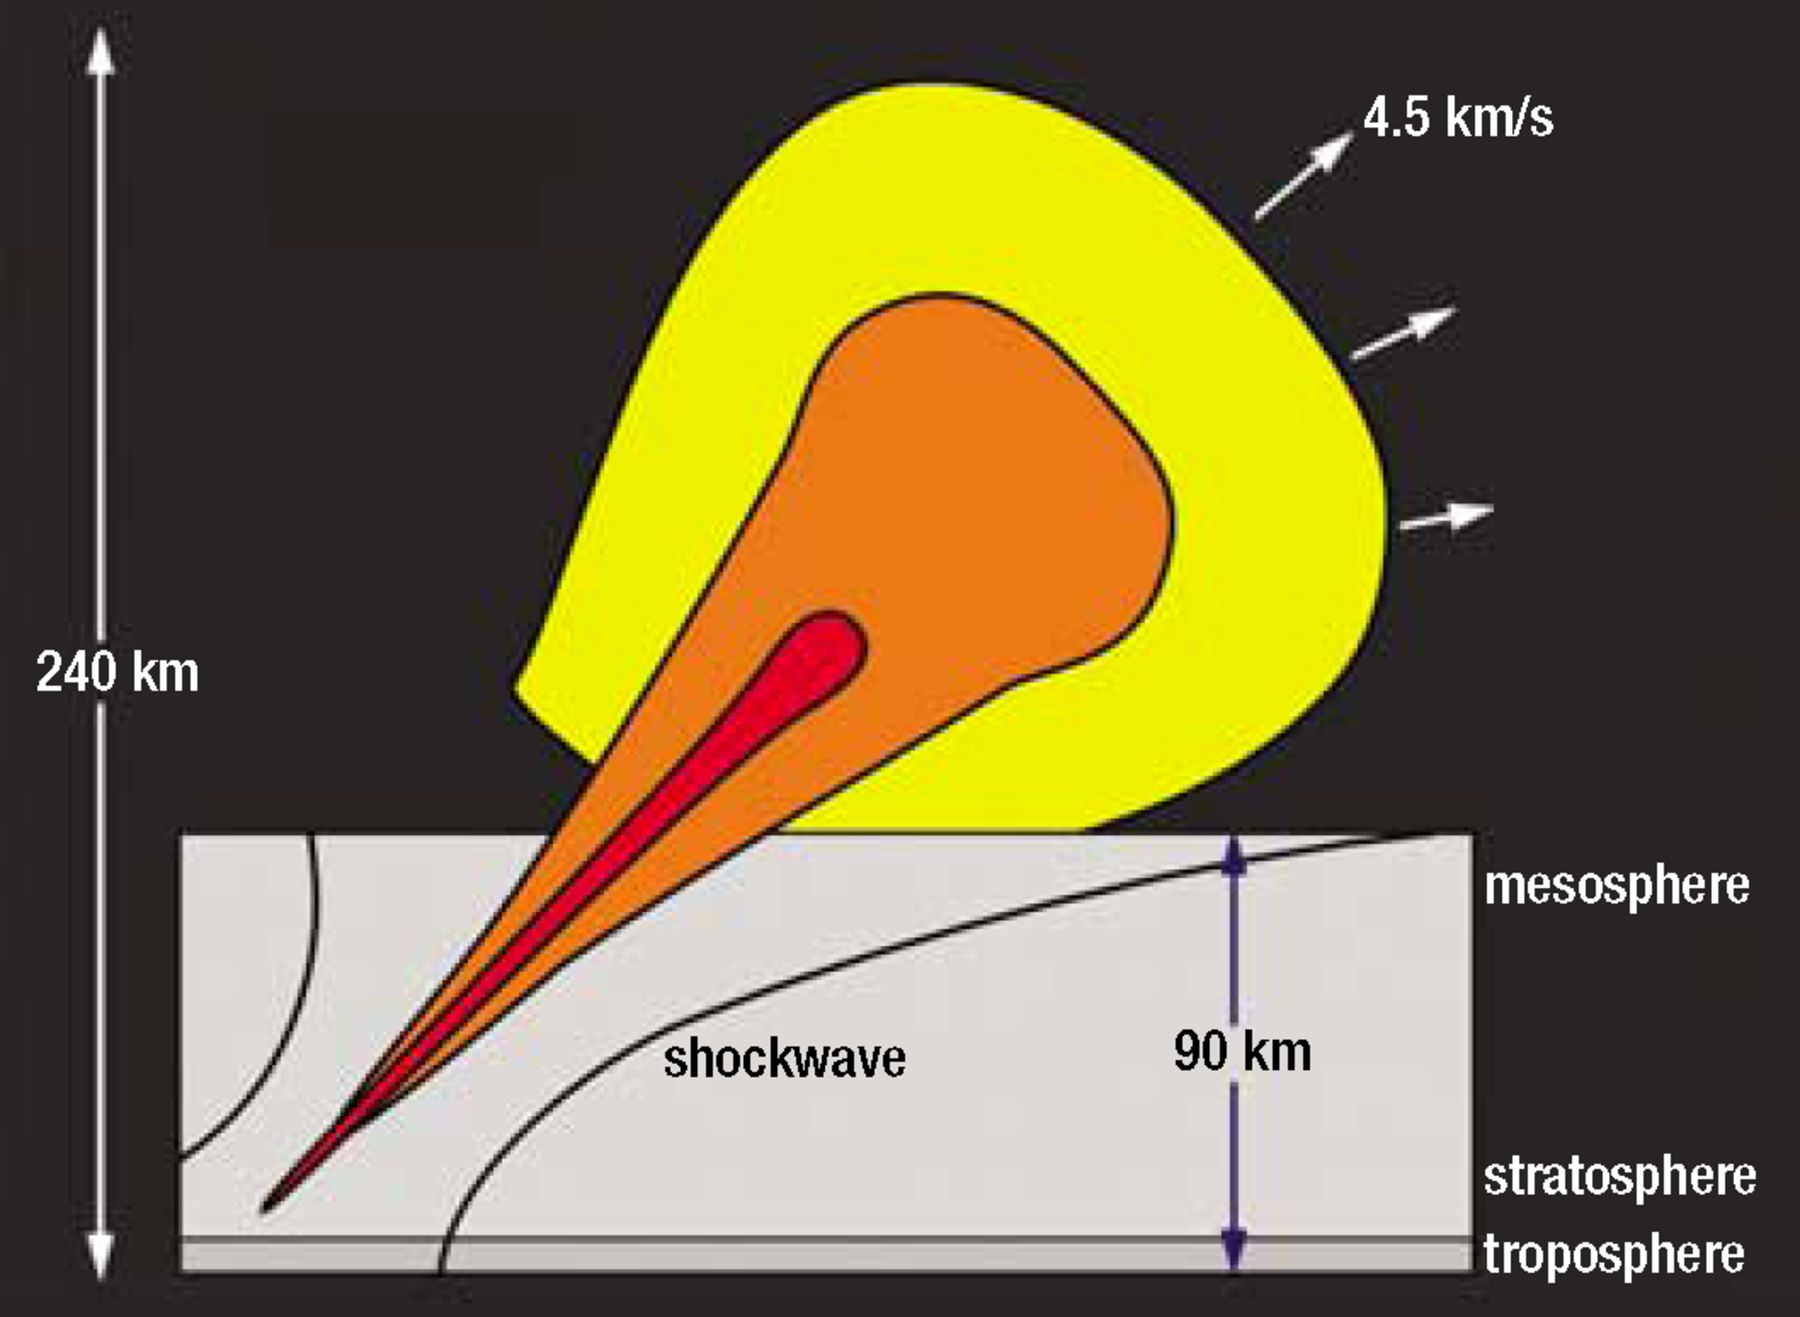 4.5 km/s
240 km
mesosphere
shockwave
90 km
stratosphere
troposphere